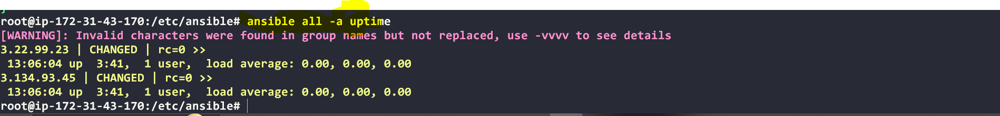 root@ip-172-31-43-170:/etc/ansible# ansible all -a uptime
[WARNING]: Invalid characters were found in group names but not replaced, use -vvvv to see details
3.22.99.23 | CHANGED | rc=0 >>
 13:06:04 up  3:41,  1 user,  load average: 0.00, 0.00, 0.00
3.134.93.45 | CHANGED | rc=0 >>
 13:06:04 up  3:41,  1 user,  load average: 0.00, 0.00, 0.00
root@ip-172-31-43-170:/etc/ansible#